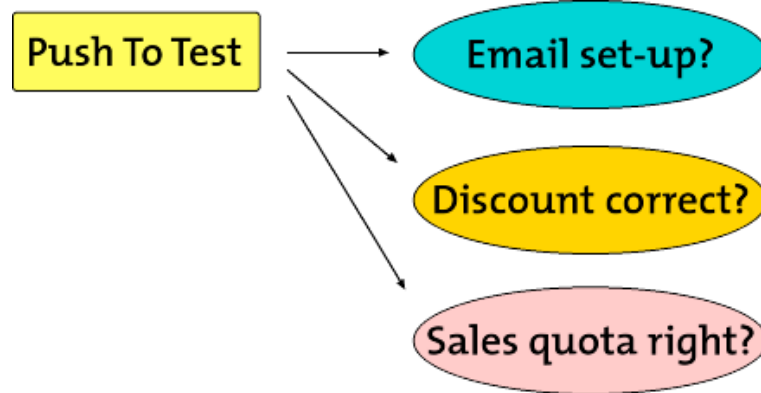 Push To Test
Email set-up?
Discount correct?
Sales quota right?